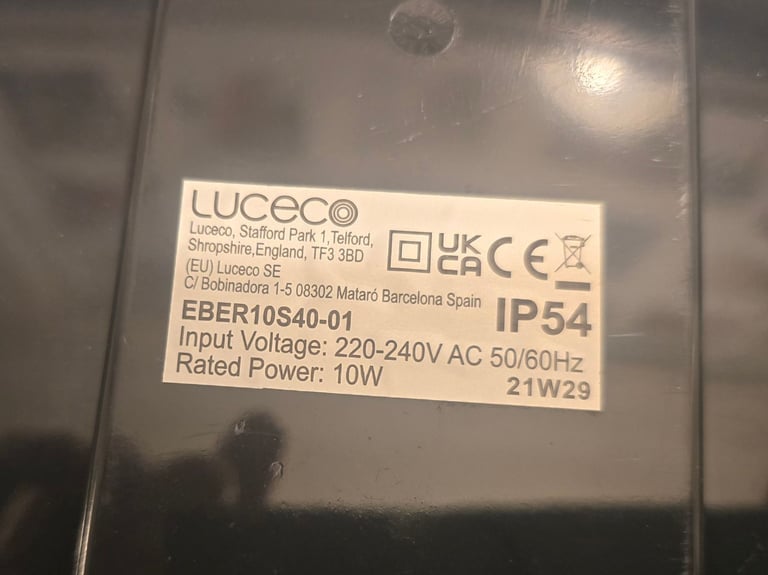 LUCECO
Luceco, Stafford Park 1,Telford,
Shropshire,England, TF3 3BD
(EU) Luceco SE
C/ Bobinadora 1-5 08302 Mataró Barcelona Spain
UK
CA
CE
EBER10S40-01
IP54
Input Voltage: 220-240V AC 50/60Hz
Rated Power: 10W
21W29